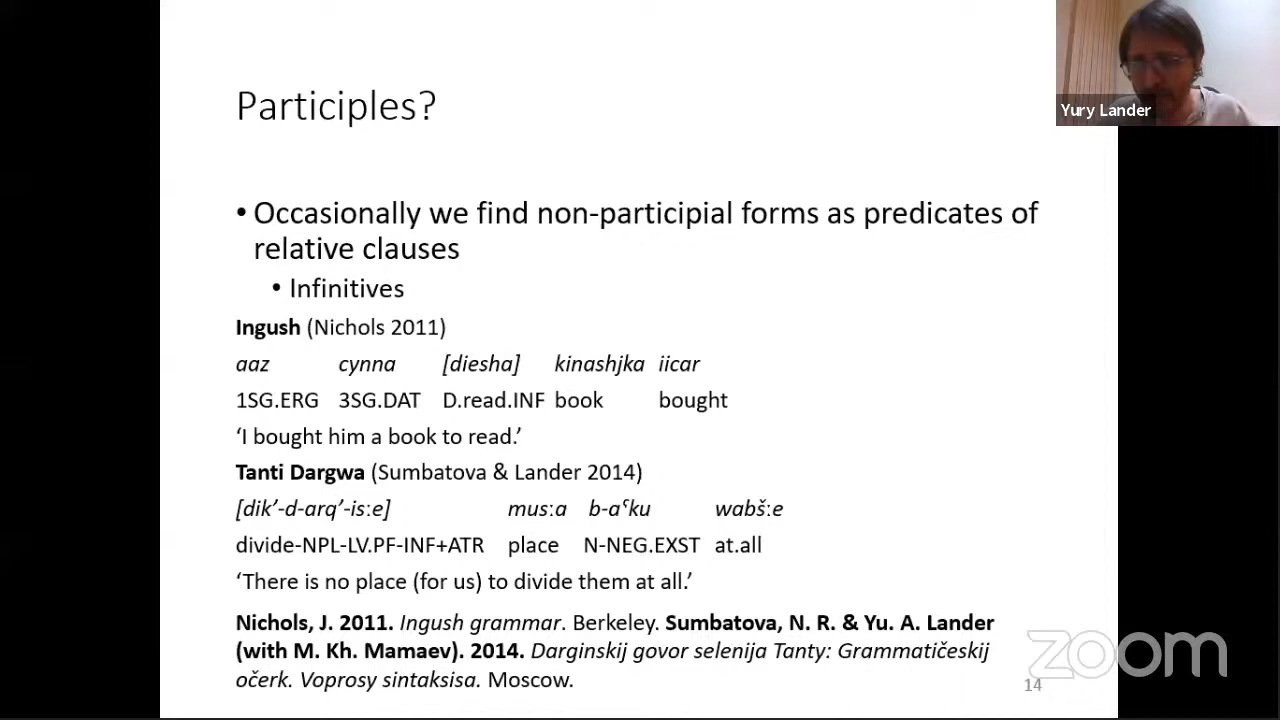 Participles?
Yury Lander
• Occasionally we find non-participial forms as predicates of
relative clauses
• Infinitives
Ingush (Nichols 2011)
aaz cynna [diesha] kinashjka iicar
1SG.ERG 3SG.DAT D.read.INF book bought
‘I bought him a book to read.’
Tanti Dargwa (Sumbatova & Lander 2014)
[dik’-d-arq’-isːe] musːa b-aˤku wabšːe
divide-NPL-LV.PF-INF+ATR place N-NEG.EXST at.all
‘There is no place (for us) to divide them at all.’
Nichols, J. 2011. Ingush grammar. Berkeley. Sumbatova, N. R. & Yu. A. Lander
(with M. Kh. Mamaev). 2014. Darginskij govor selenija Tanty: Grammatičeskij
očerk. Voprosy sintaksisa. Moscow.
zoom
14